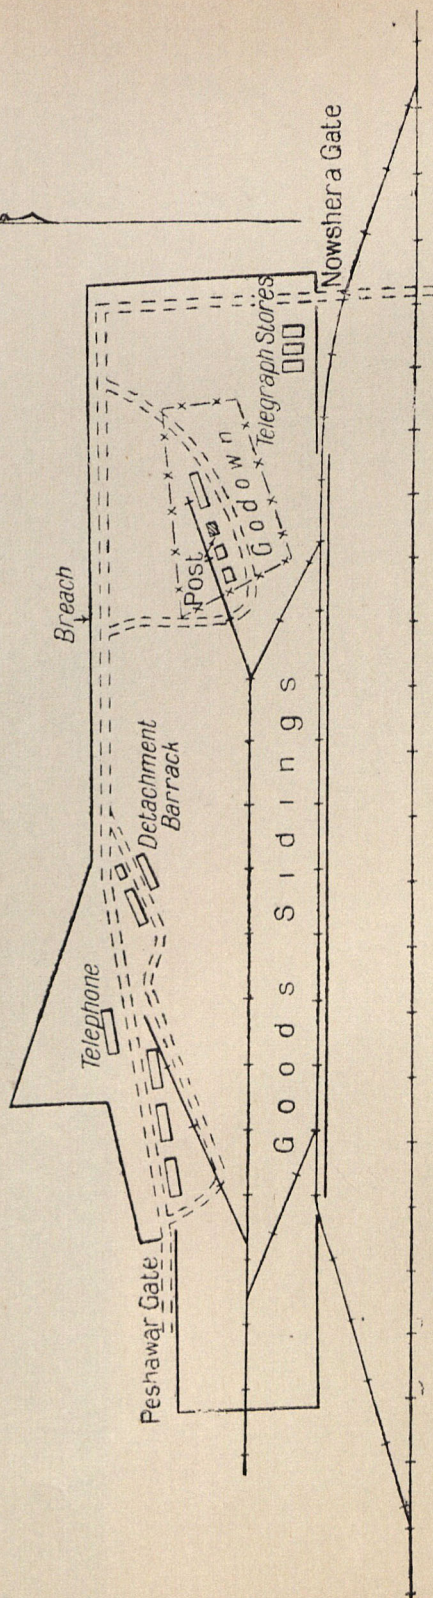 Nowshera Gate
Telegraph Stores
Breach
Post
Godown
Detachment
Barrack
Telephone
Goods Sidings
Peshawar Gate